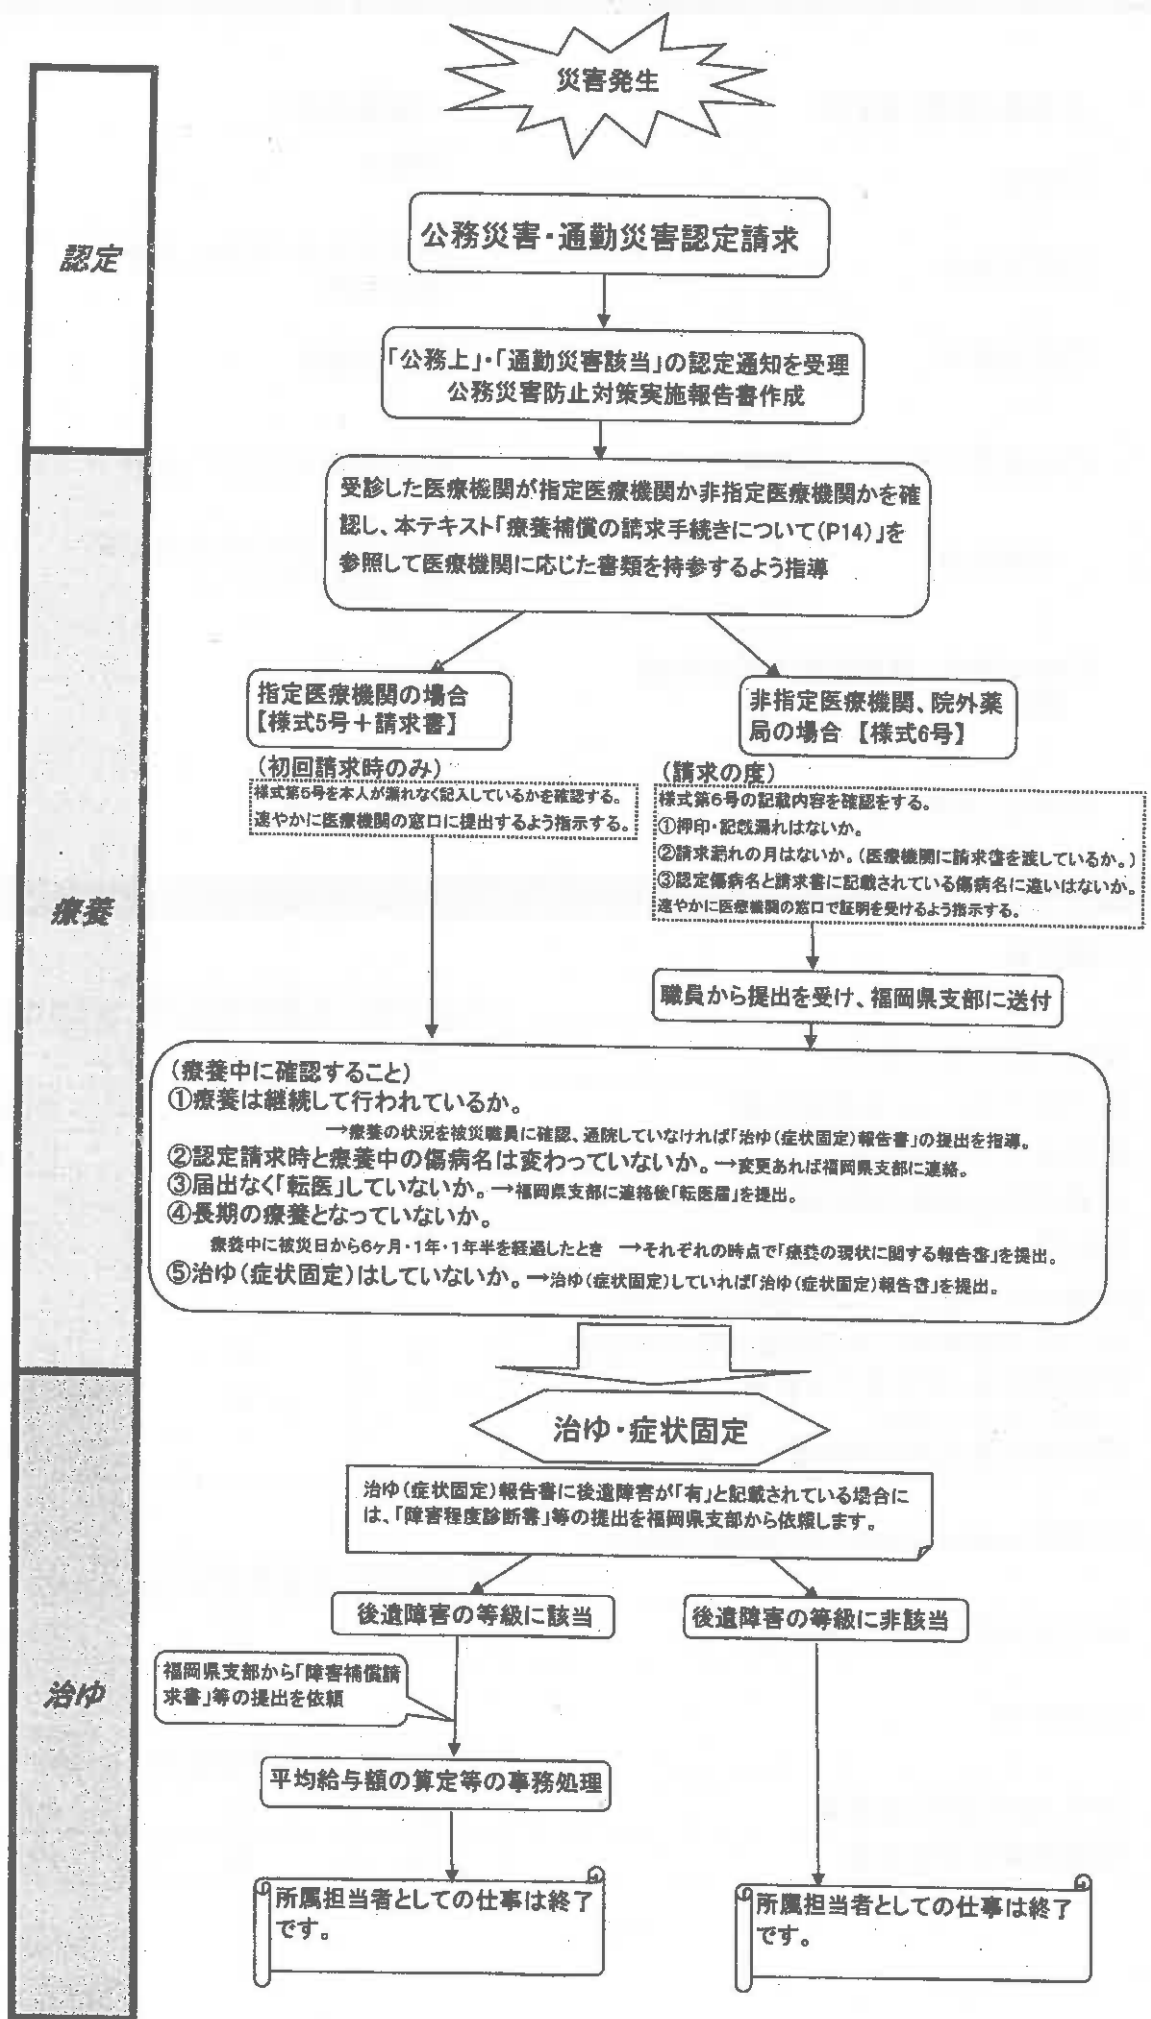 災害発生
認定
公務災害・通勤災害認定請求
「公務上」・「通勤災害該当」の認定通知を受理
公務災害防止対策実施報告書作成
療養
受診した医療機関が指定医療機関か非指定医療機関かを確
認し、本テキスト「療養補償の請求手続きについて(P14)」を
参照して医療機関に応じた書類を持参するよう指導
指定医療機関の場合
【様式5号+請求書】
(初回請求時のみ)
様式第5号を本人が漏れなく記入しているかを確認する。
速やかに医療機関の窓口に提出するよう指示する。
非指定医療機関、院外薬
局の場合 【様式6号】
(請求の度)
様式第6号の記載内容を確認をする。
①押印・記載漏れはないか。
②請求漏れの月はないか。(医療機関に請求書を渡しているか。)
③認定傷病名と請求書に記載されている傷病名に違いはないか。
速やかに医療機関の窓口で証明を受けるよう指示する。
職員から提出を受け、福岡県支部に送付
(療養中に確認すること)
①療養は継続して行われているか。
→療養の状況を被災職員に確認、通院していなければ「治ゆ(症状固定)報告書」の提出を指導。
②認定請求時と療養中の傷病名は変わっていないか。→変更あれば福岡県支部に連絡。
③届出なく「転医」していないか。→福岡県支部に連絡後「転医届」を提出。
④長期の療養となっていないか。
療養中に被災日から6ヶ月・1年・1年半を経過したとき →それぞれの時点で「療養の現状に関する報告書」を提出。
⑤治ゆ(症状固定)はしていないか。→治ゆ(症状固定)していれば「治ゆ(症状固定)報告書」を提出。
治ゆ・症状固定
治ゆ(症状固定)報告書に後遺障害が「有」と記載されている場合に
は、「障害程度診断書」等の提出を福岡県支部から依頼します。
治ゆ
後遺障害の等級に該当
後遺障害の等級に非該当
福岡県支部から「障害補償請
求書」等の提出を依頼
平均給与額の算定等の事務処理
所属担当者としての仕事は終了
です。
所属担当者としての仕事は終了
です。